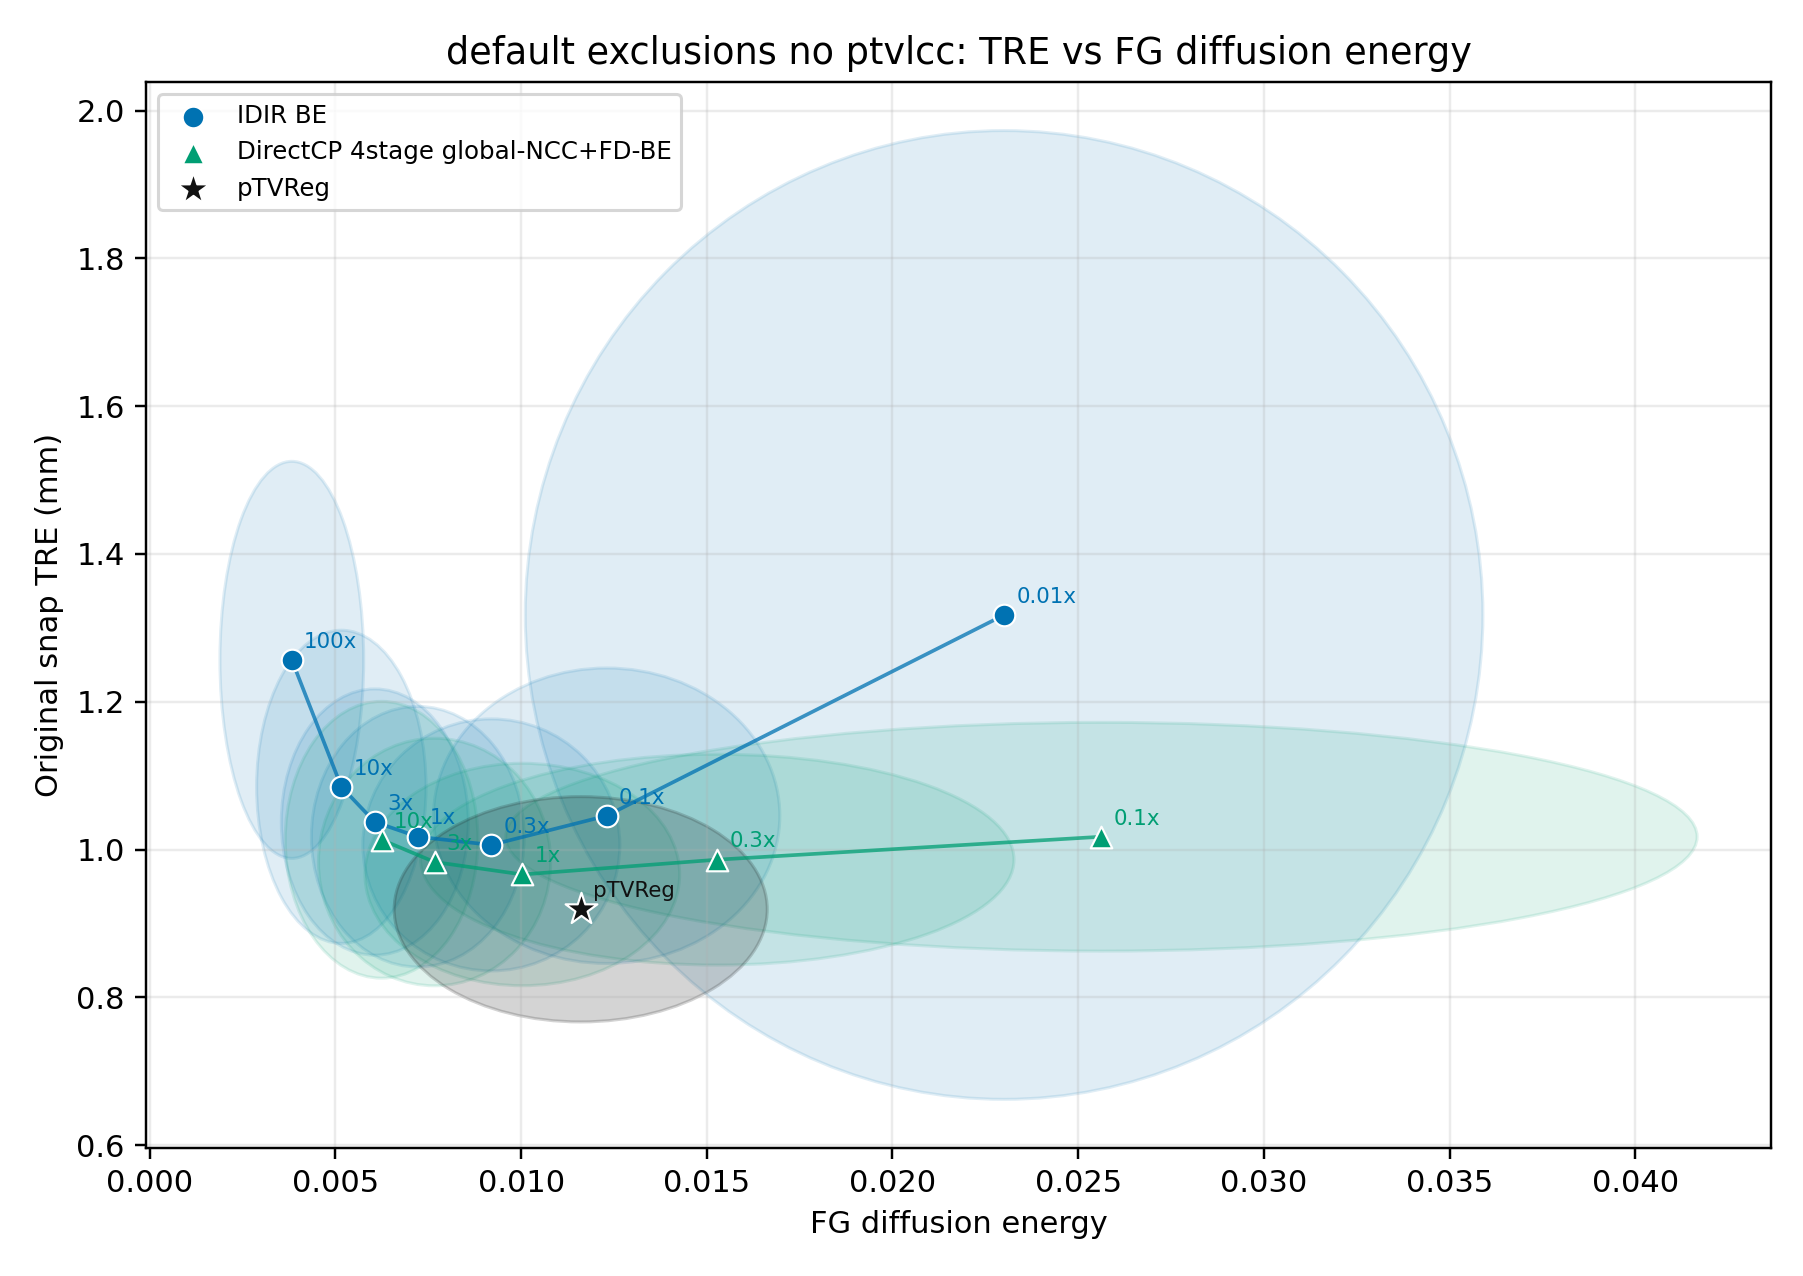 default exclusions no ptvlcc: TRE vs FG diffusion energy
IDIR BE
DirectCP 4stage global-NCC+FD-BE
pTVReg
2.0
1.8
1.6
1.4
1.2
1.0
0.8
0.6
Original snap TRE (mm)
100x
10x
3x
1x
0.3x
0.1x
0.01x
10x
3x
1x
0.3x
0.1x
pTVReg
0.000
0.005
0.010
0.015
0.020
0.025
0.030
0.035
0.040
FG diffusion energy